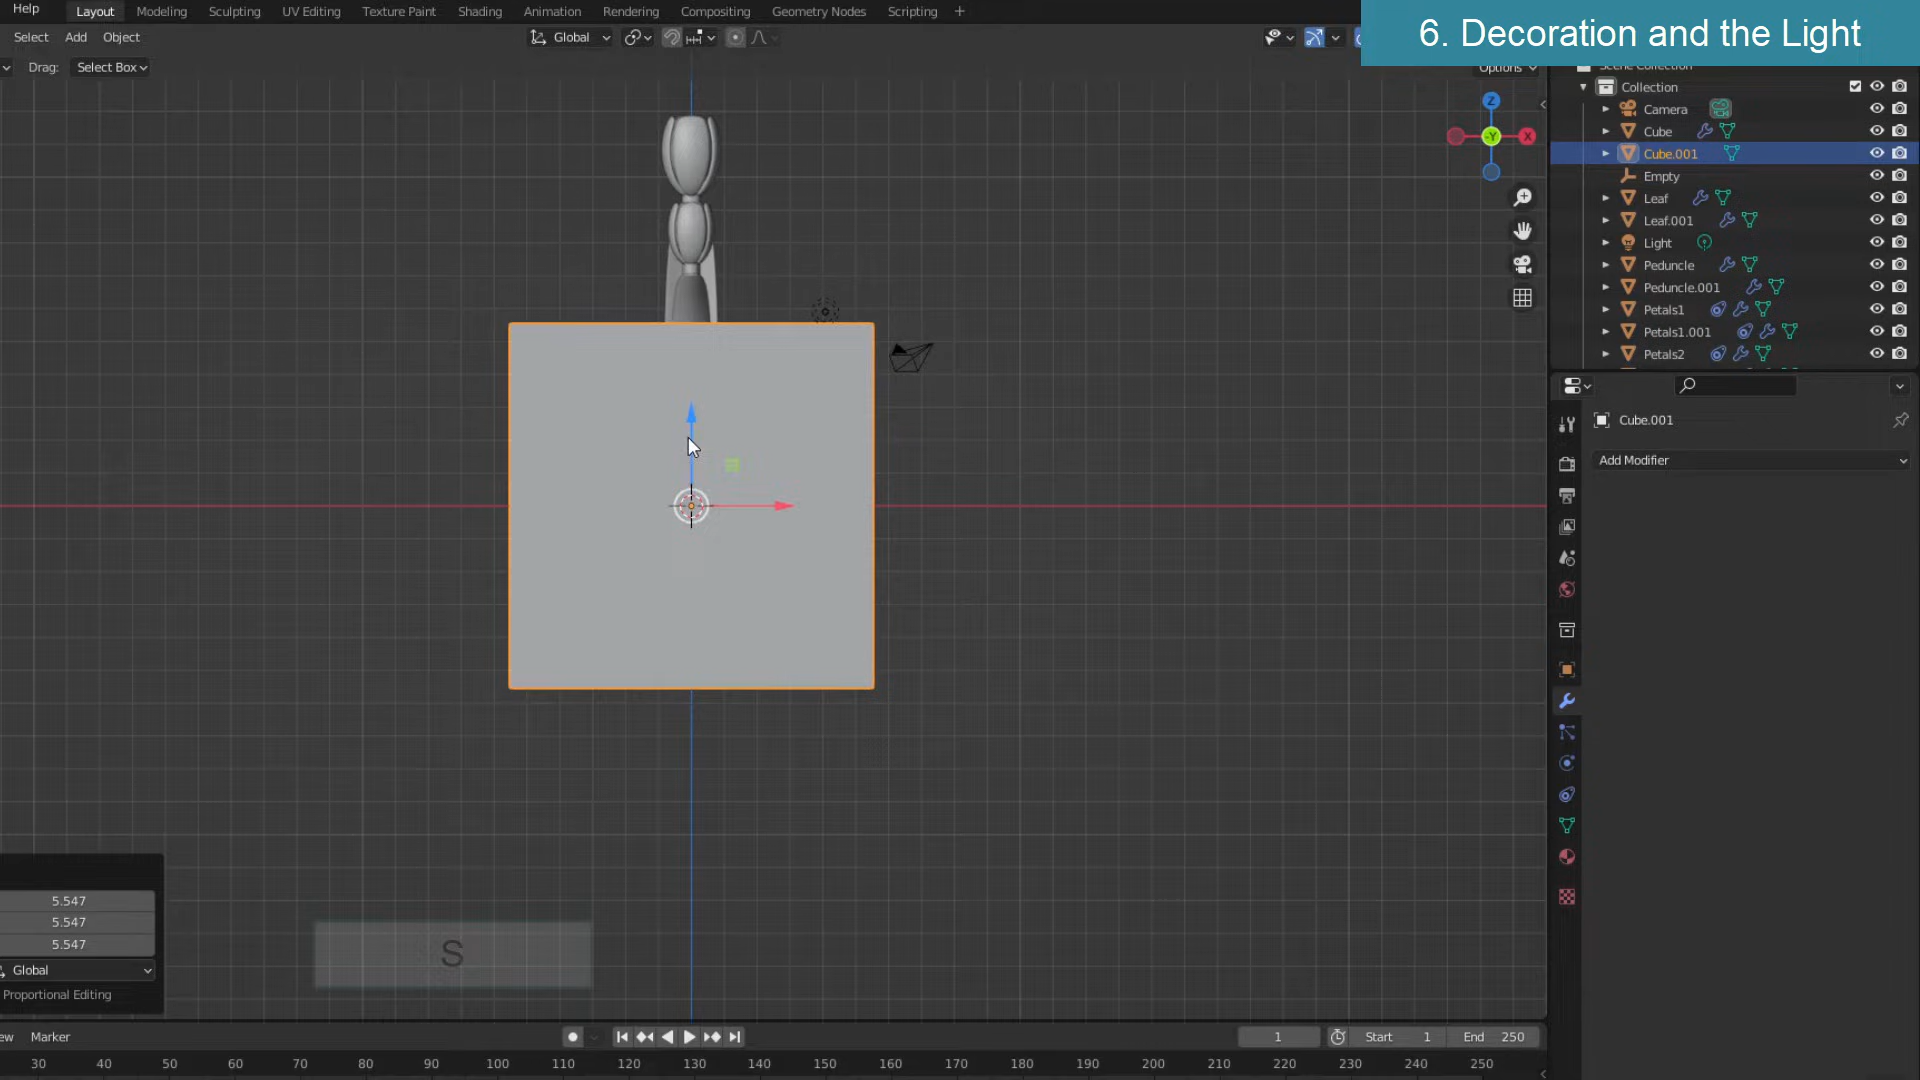 Help Layout Modeling Sculpting UV Editing Texture Paint Shading Animation Rendering Compositing Geometry Nodes Scripting +
6. Decoration and the Light
Select Add Object Global
Drag: Select Box Options
Z
-Y
X
Collection
Camera
Cube
Cube.001
Empty
Leaf
Leaf.001
Light
Peduncle
Peduncle.001
Petals1
Petals1.001
Petals2
Cube.001
Add Modifier
5.547
5.547
5.547
Global
Proportional Editing
S
Marker 1 Start 1 End 250
30 40 50 60 70 80 90 100 110 120 130 140 150 160 170 180 190 200 210 220 230 240 250